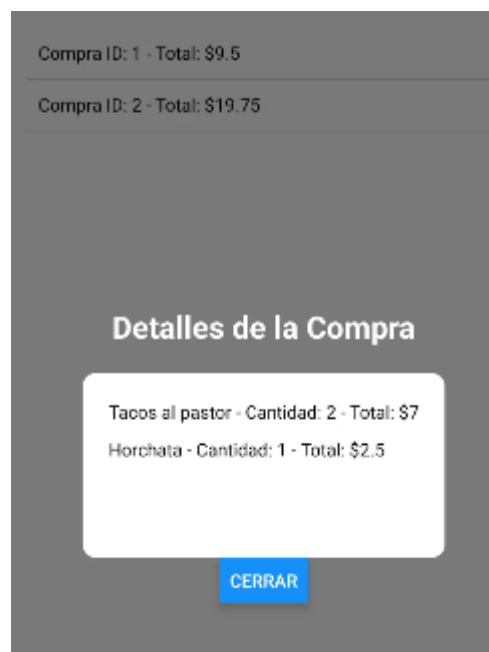 Compra ID: 1 - Total: $9.5
Compra ID: 2 - Total: $19.75
Detalles de la Compra
Tacos al pastor - Cantidad: 2 - Total: $7
Horchata - Cantidad: 1 - Total: $2.5
CERRAR